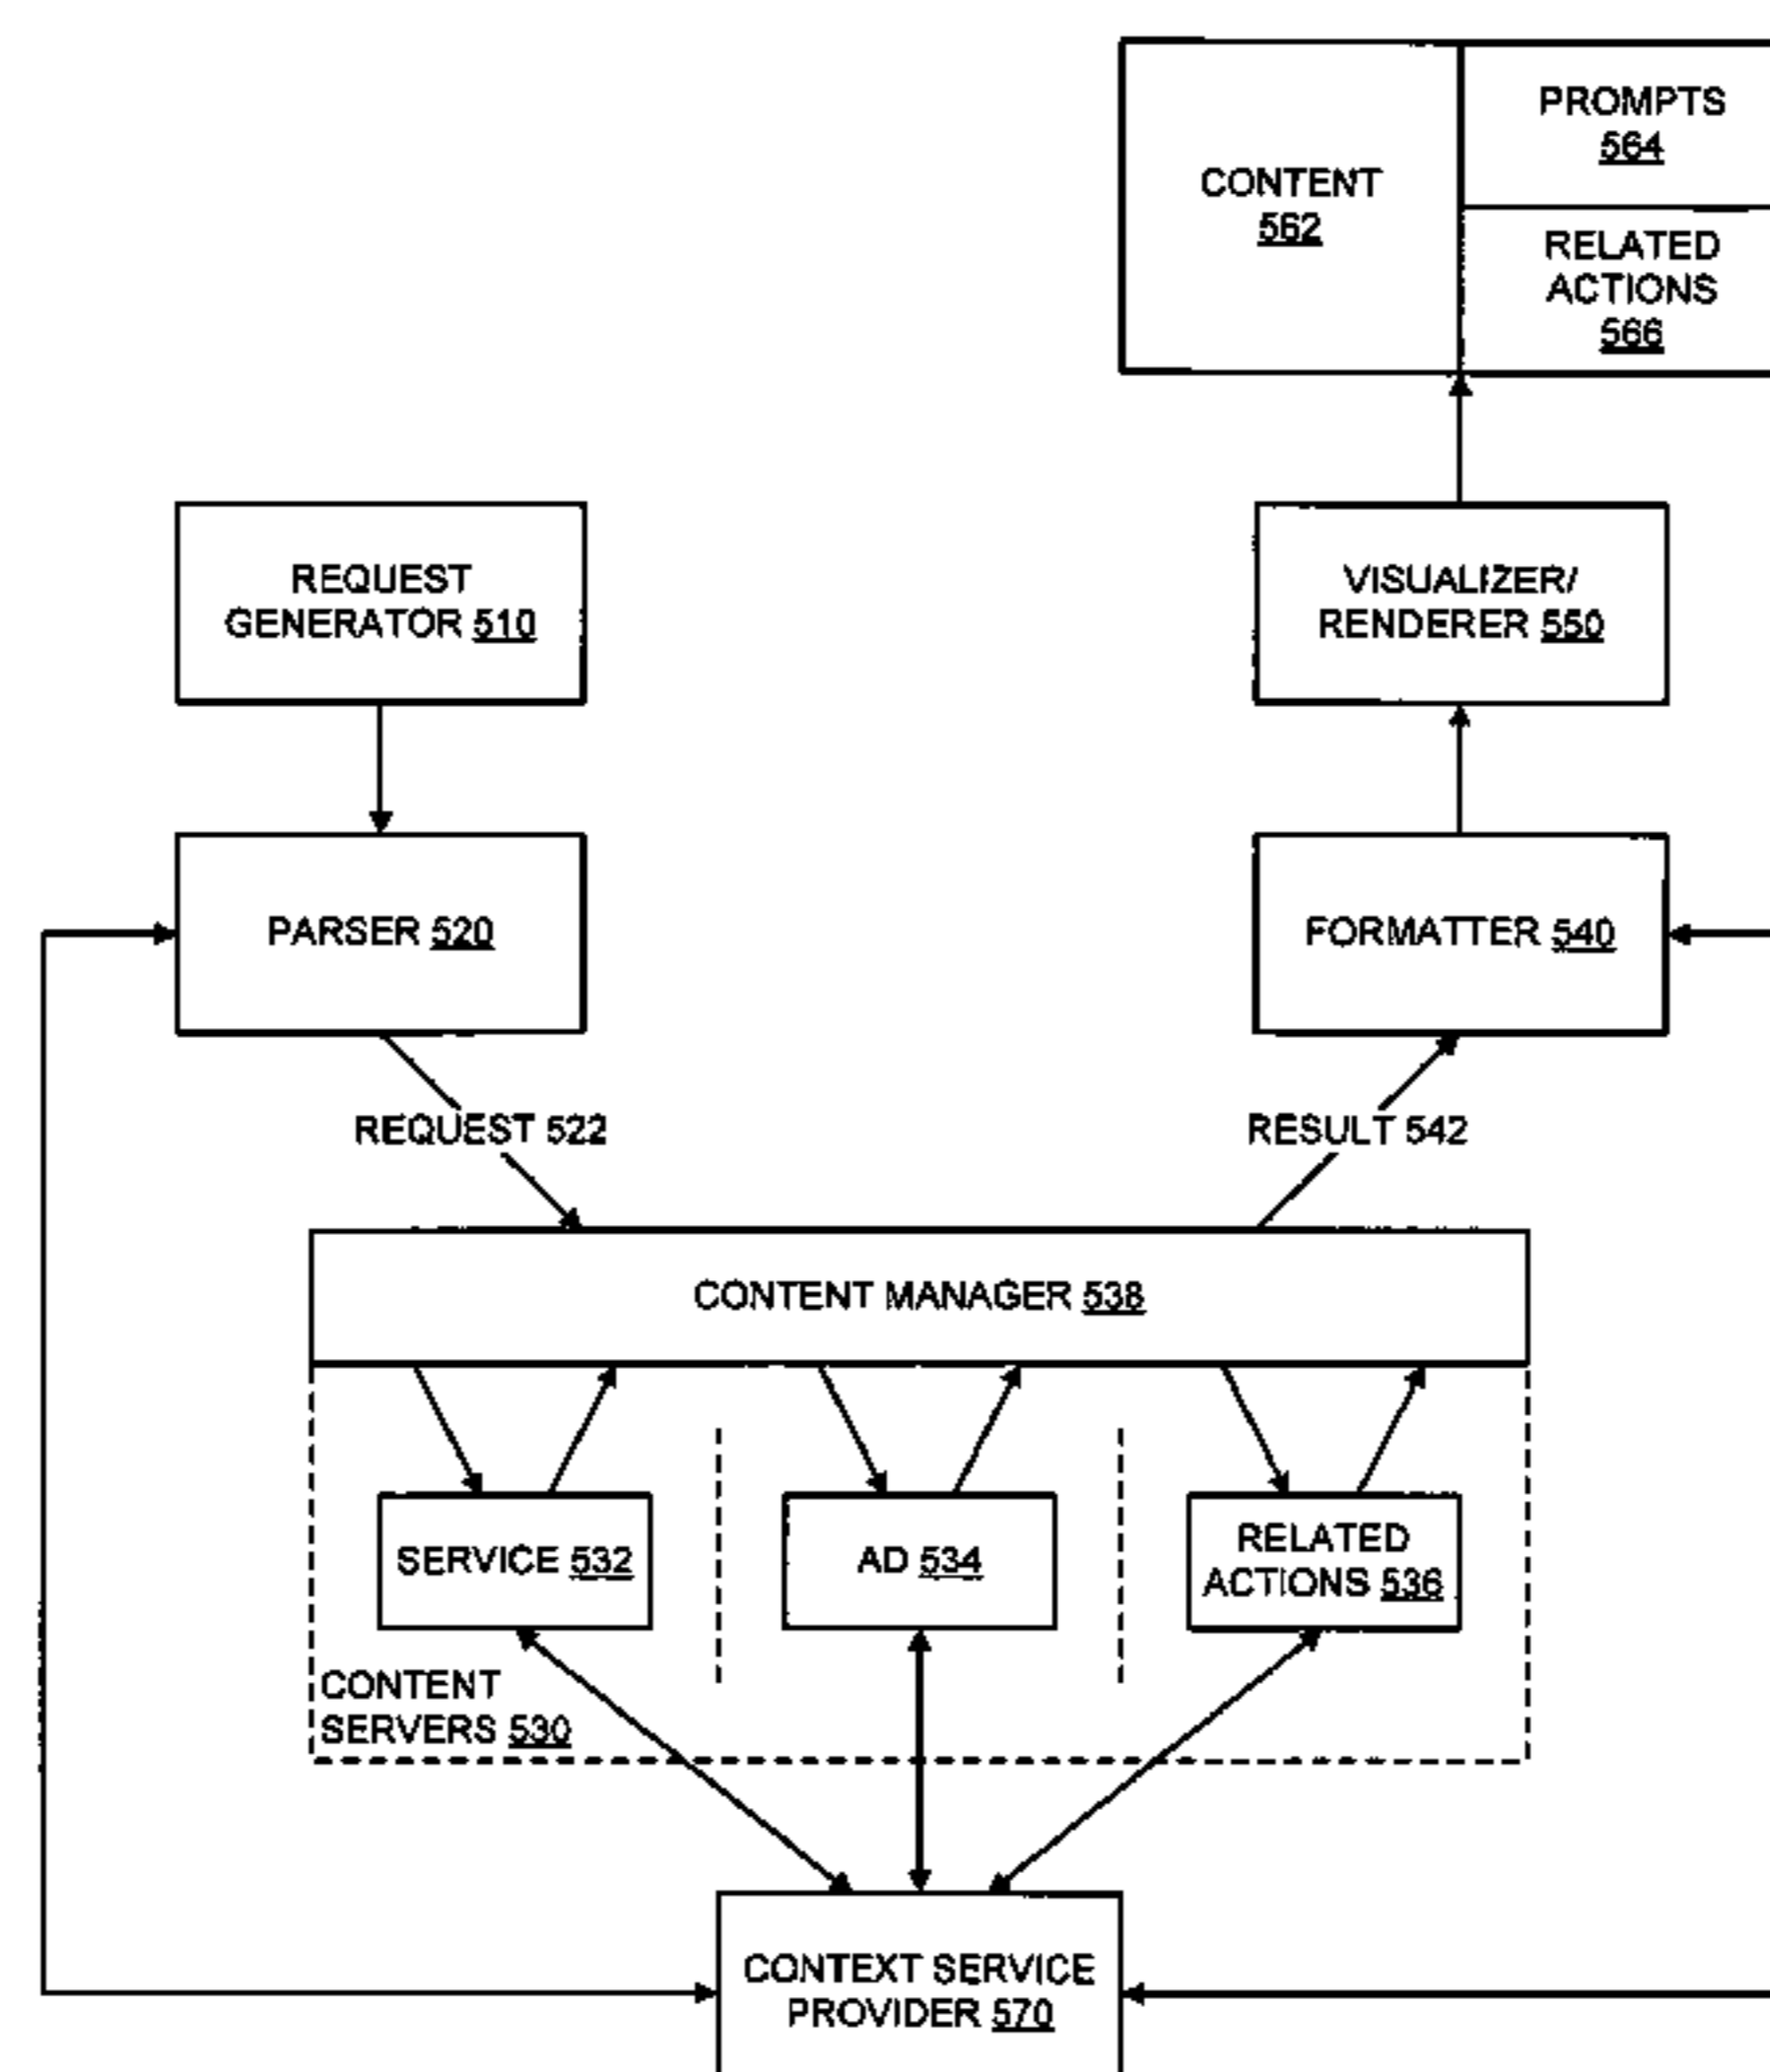 PROMPTS
564
CONTENT
562
RELATED
ACTIONS
566
REQUEST
GENERATOR 510
VISUALIZER/
RENDERER 550
PARSER 520
FORMATTER 540
REQUEST 522
RESULT 542
CONTENT MANAGER 538
SERVICE 532
AD 534
RELATED
ACTIONS 536
CONTENT
SERVERS 530
CONTEXT SERVICE
PROVIDER 570